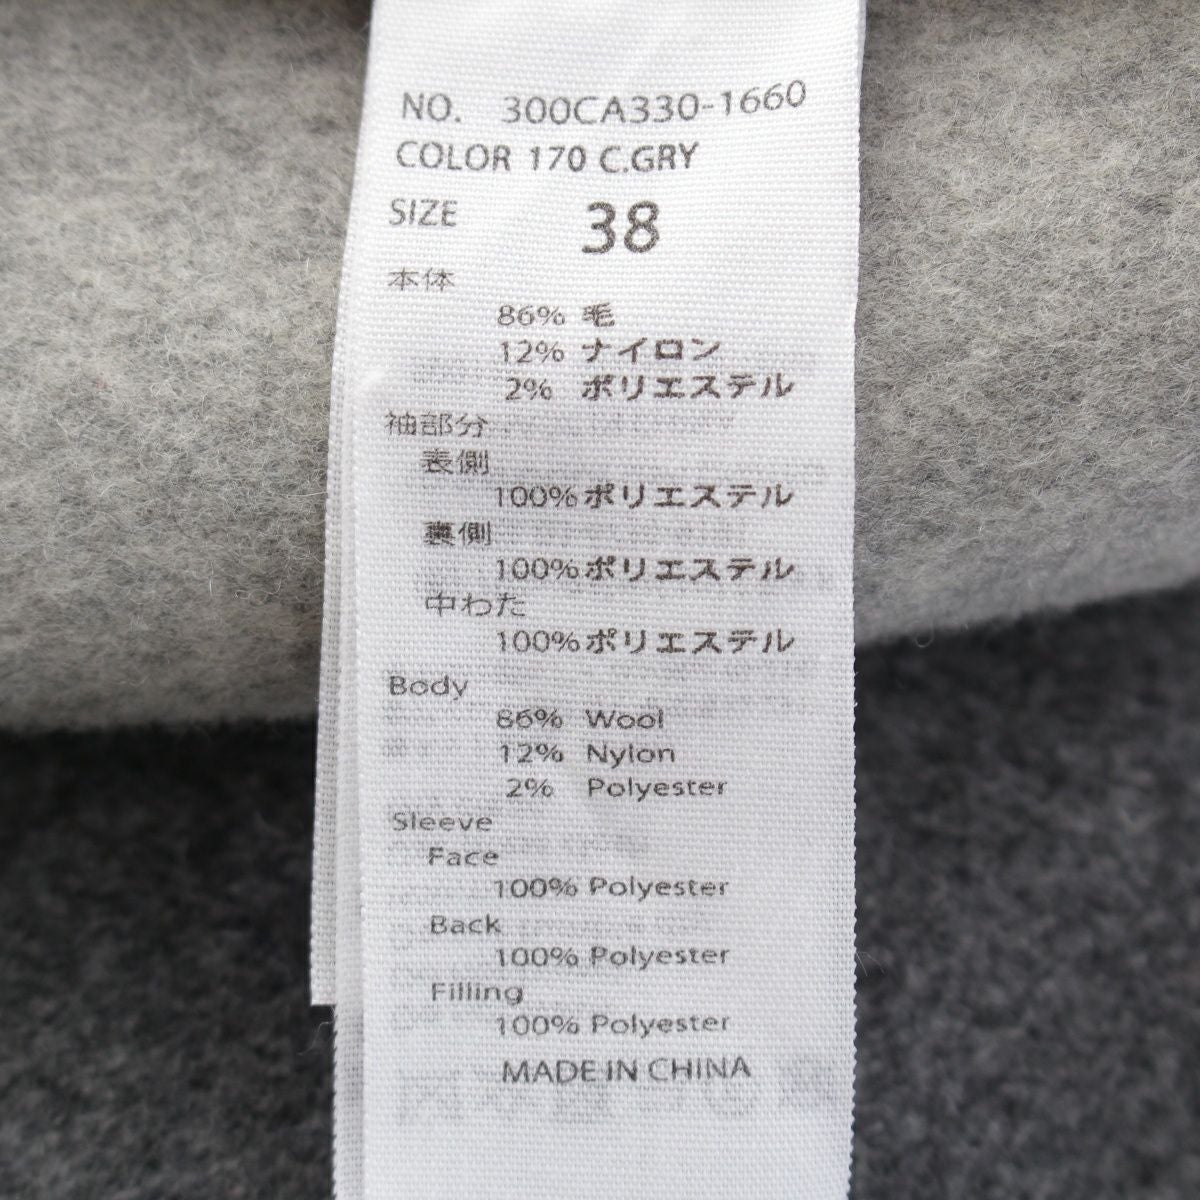 NO. 300CA330-1660
COLOR 170 C.GRY
SIZE 38
本体
86% 毛
12% ナイロン
2% ポリエステル
袖部分
表側
100% ポリエステル
裏側
100% ポリエステル
中わた
100% ポリエステル
Body
86% Wool
12% Nylon
2% Polyester
Sleeve
Face
100% Polyester
Back
100% Polyester
Filling
100% Polyester
MADE IN CHINA